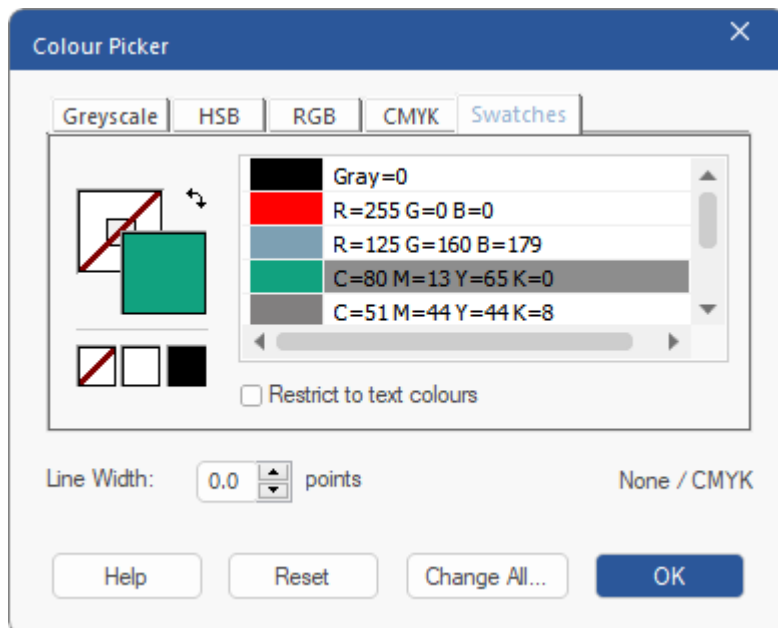 Colour Picker
Greyscale HSB RGB CMYK Swatches
Gray=0
R=255 G=0 B=0
R=125 G=160 B=179
C=80 M=13 Y=65 K=0
C=51 M=44 Y=44 K=8
Restrict to text colours
Line Width: 0.0 points None / CMYK
Help Reset Change All... OK